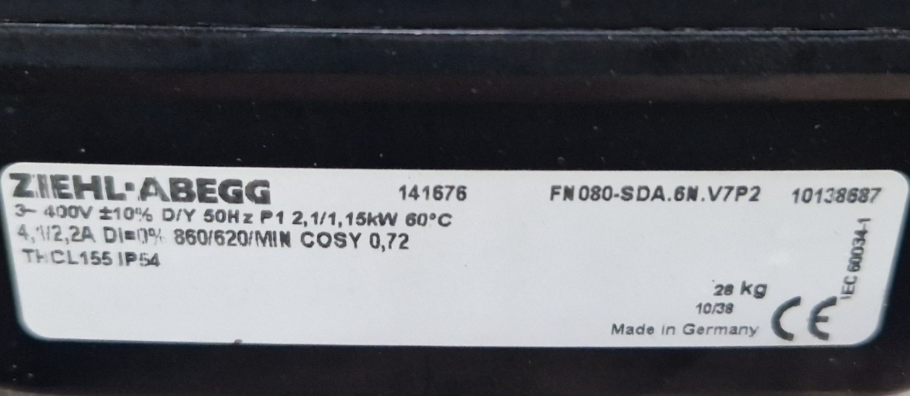 ZIEHL-ABEGG 141676 FN080-SDA.6N.V7P2 10138687
3~ 400V ±10% D/Y 50Hz P1 2,1/1,15kW 60°C
4,1/2,2A DI=0% 860/620/MIN COSY 0,72
THCL155 IP54
28 kg
10/38
Made in Germany CE
IEC 60034-1